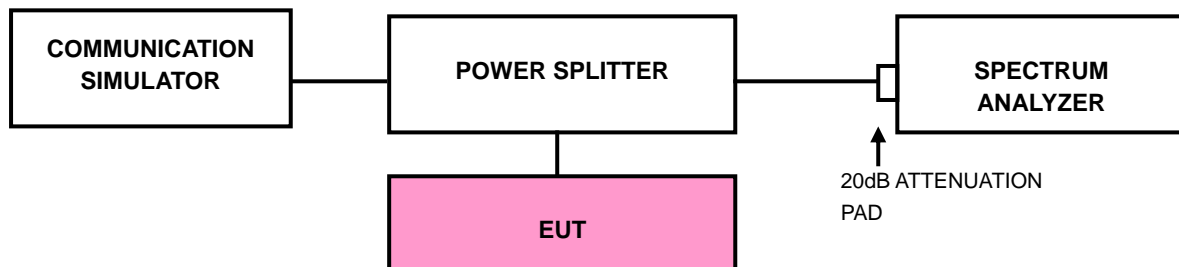 COMMUNICATION
SIMULATOR
POWER SPLITTER
SPECTRUM
ANALYZER
20dB ATTENUATION
PAD
EUT